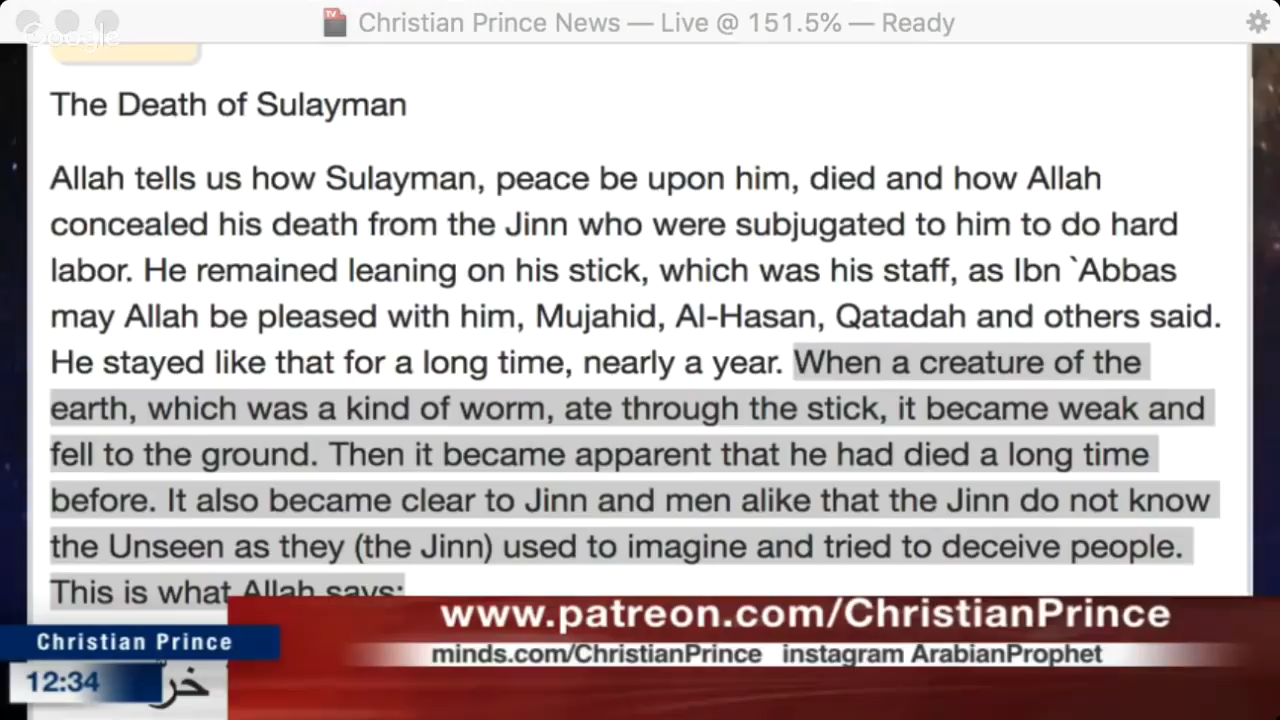 Christian Prince News — Live @ 151.5% — Ready
Google
The Death of Sulayman
Allah tells us how Sulayman, peace be upon him, died and how Allah
concealed his death from the Jinn who were subjugated to him to do hard
labor. He remained leaning on his stick, which was his staff, as Ibn `Abbas
may Allah be pleased with him, Mujahid, Al-Hasan, Qatadah and others said.
He stayed like that for a long time, nearly a year. When a creature of the
earth, which was a kind of worm, ate through the stick, it became weak and
fell to the ground. Then it became apparent that he had died a long time
before. It also became clear to Jinn and men alike that the Jinn do not know
the Unseen as they (the Jinn) used to imagine and tried to deceive people.
This is what Allah says:
www.patreon.com/ChristianPrince
Christian Prince
minds.com/ChristianPrince instagram ArabianProphet
12:34